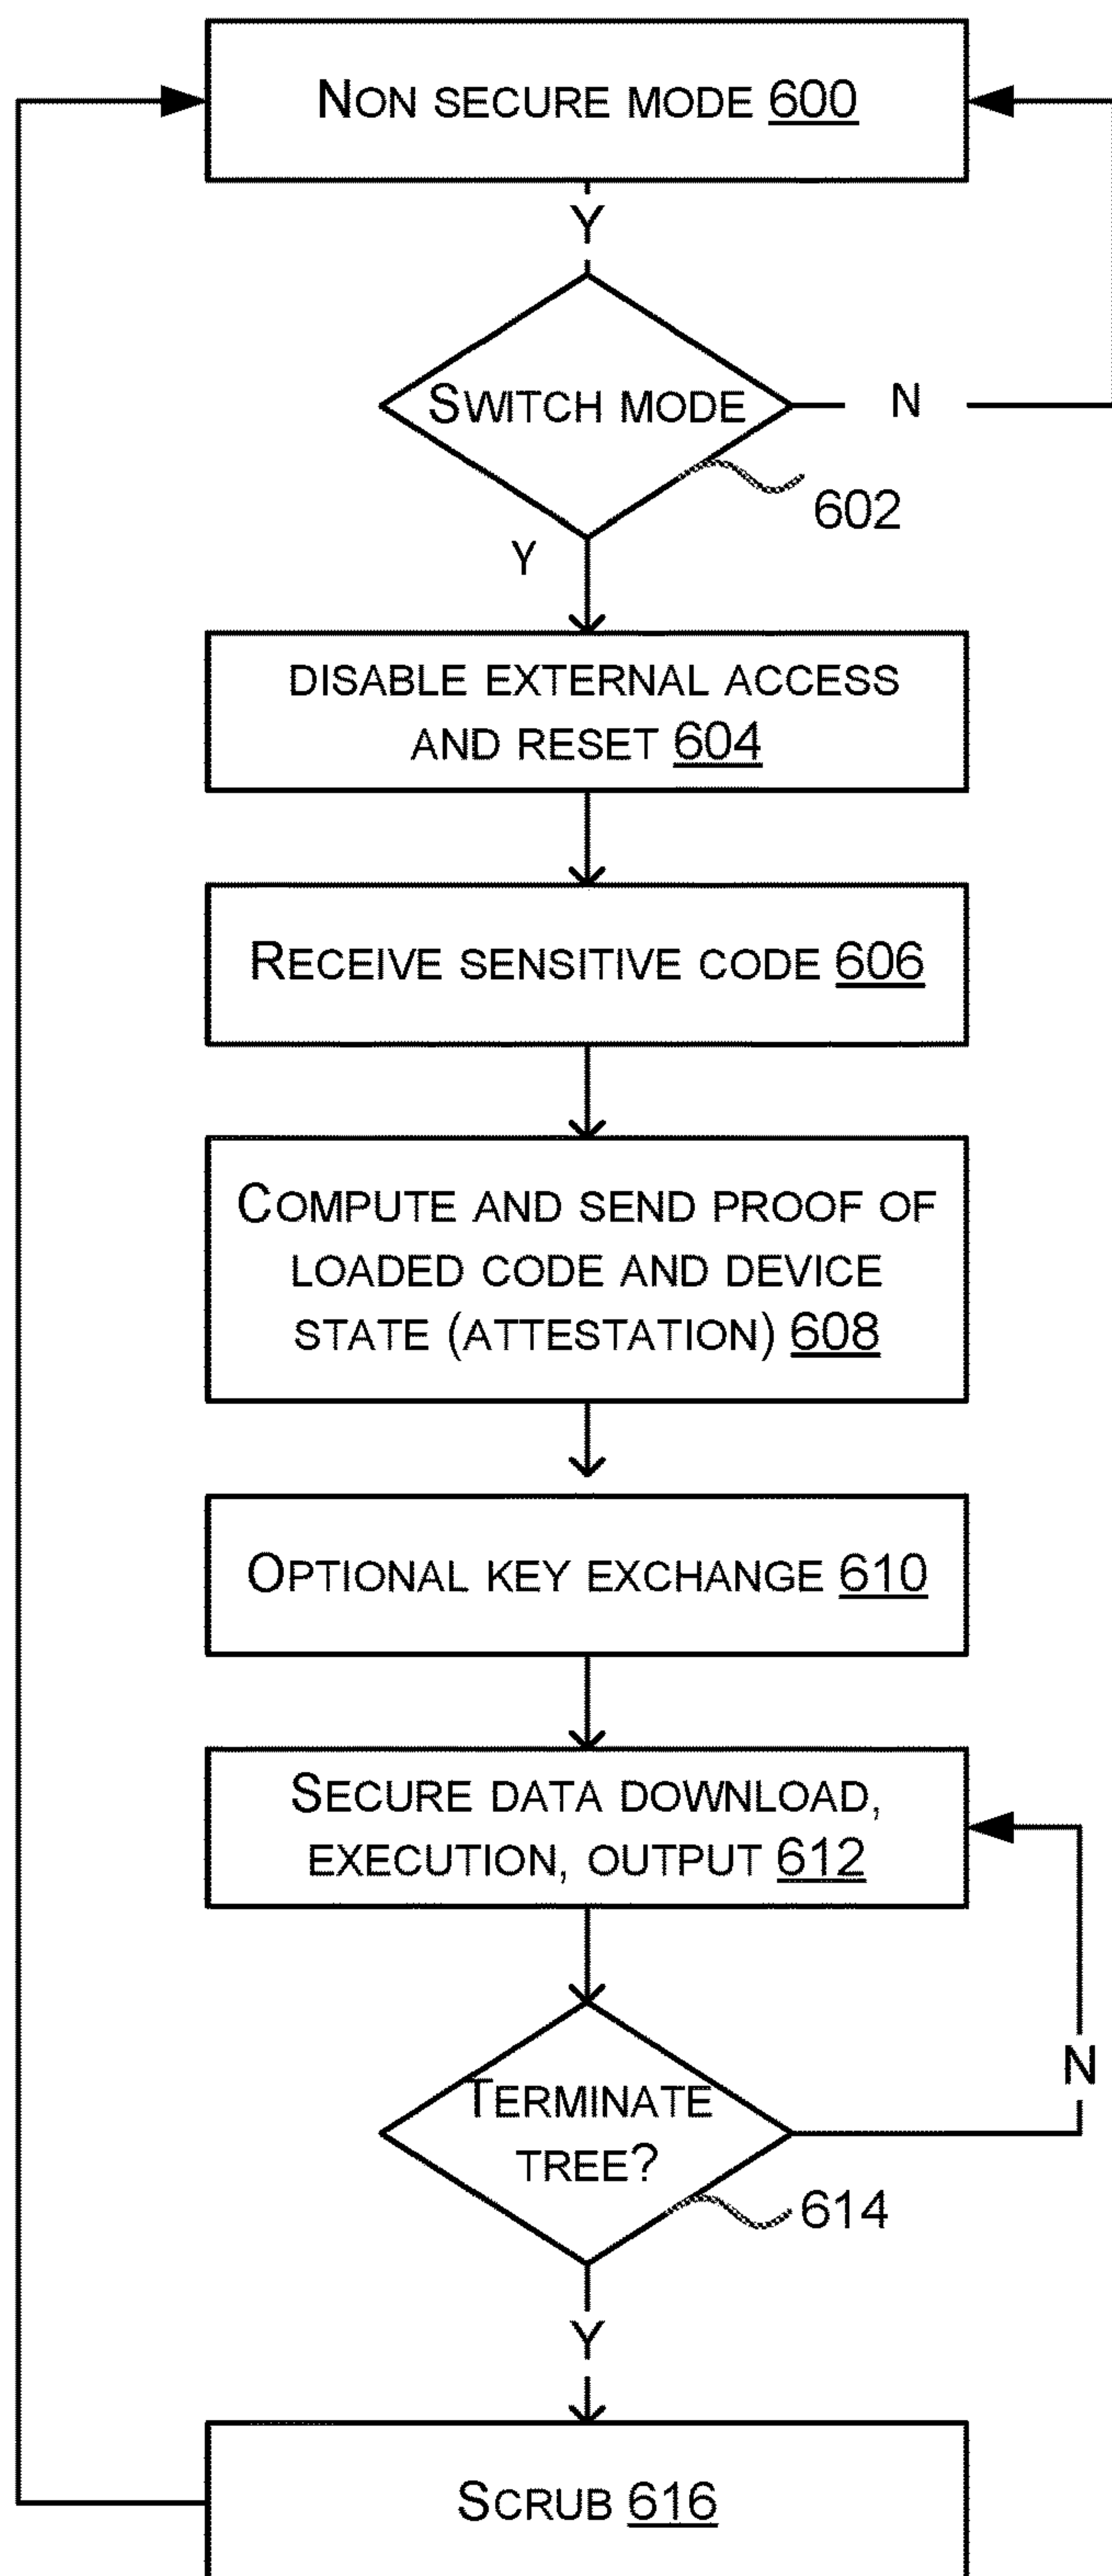 NON SECURE MODE 600
Y
SWITCH MODE
N
602
Y
DISABLE EXTERNAL ACCESS
AND RESET 604
RECEIVE SENSITIVE CODE 606
COMPUTE AND SEND PROOF OF
LOADED CODE AND DEVICE
STATE (ATTESTATION) 608
OPTIONAL KEY EXCHANGE 610
SECURE DATA DOWNLOAD,
EXECUTION, OUTPUT 612
N
TERMINATE
TREE?
614
Y
SCRUB 616